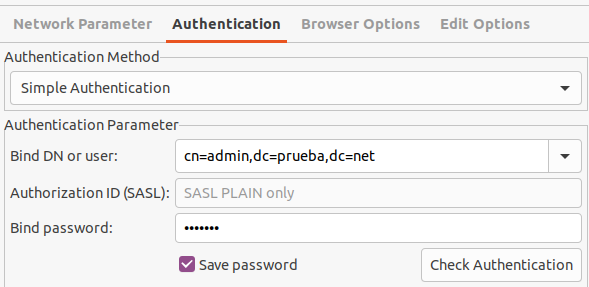 Network Parameter Authentication Browser Options Edit Options
Authentication Method
Simple Authentication
Authentication Parameter
Bind DN or user: cn=admin,dc=prueba,dc=net
Authorization ID (SASL): SASL PLAIN only
Bind password: •••••••
Save password Check Authentication